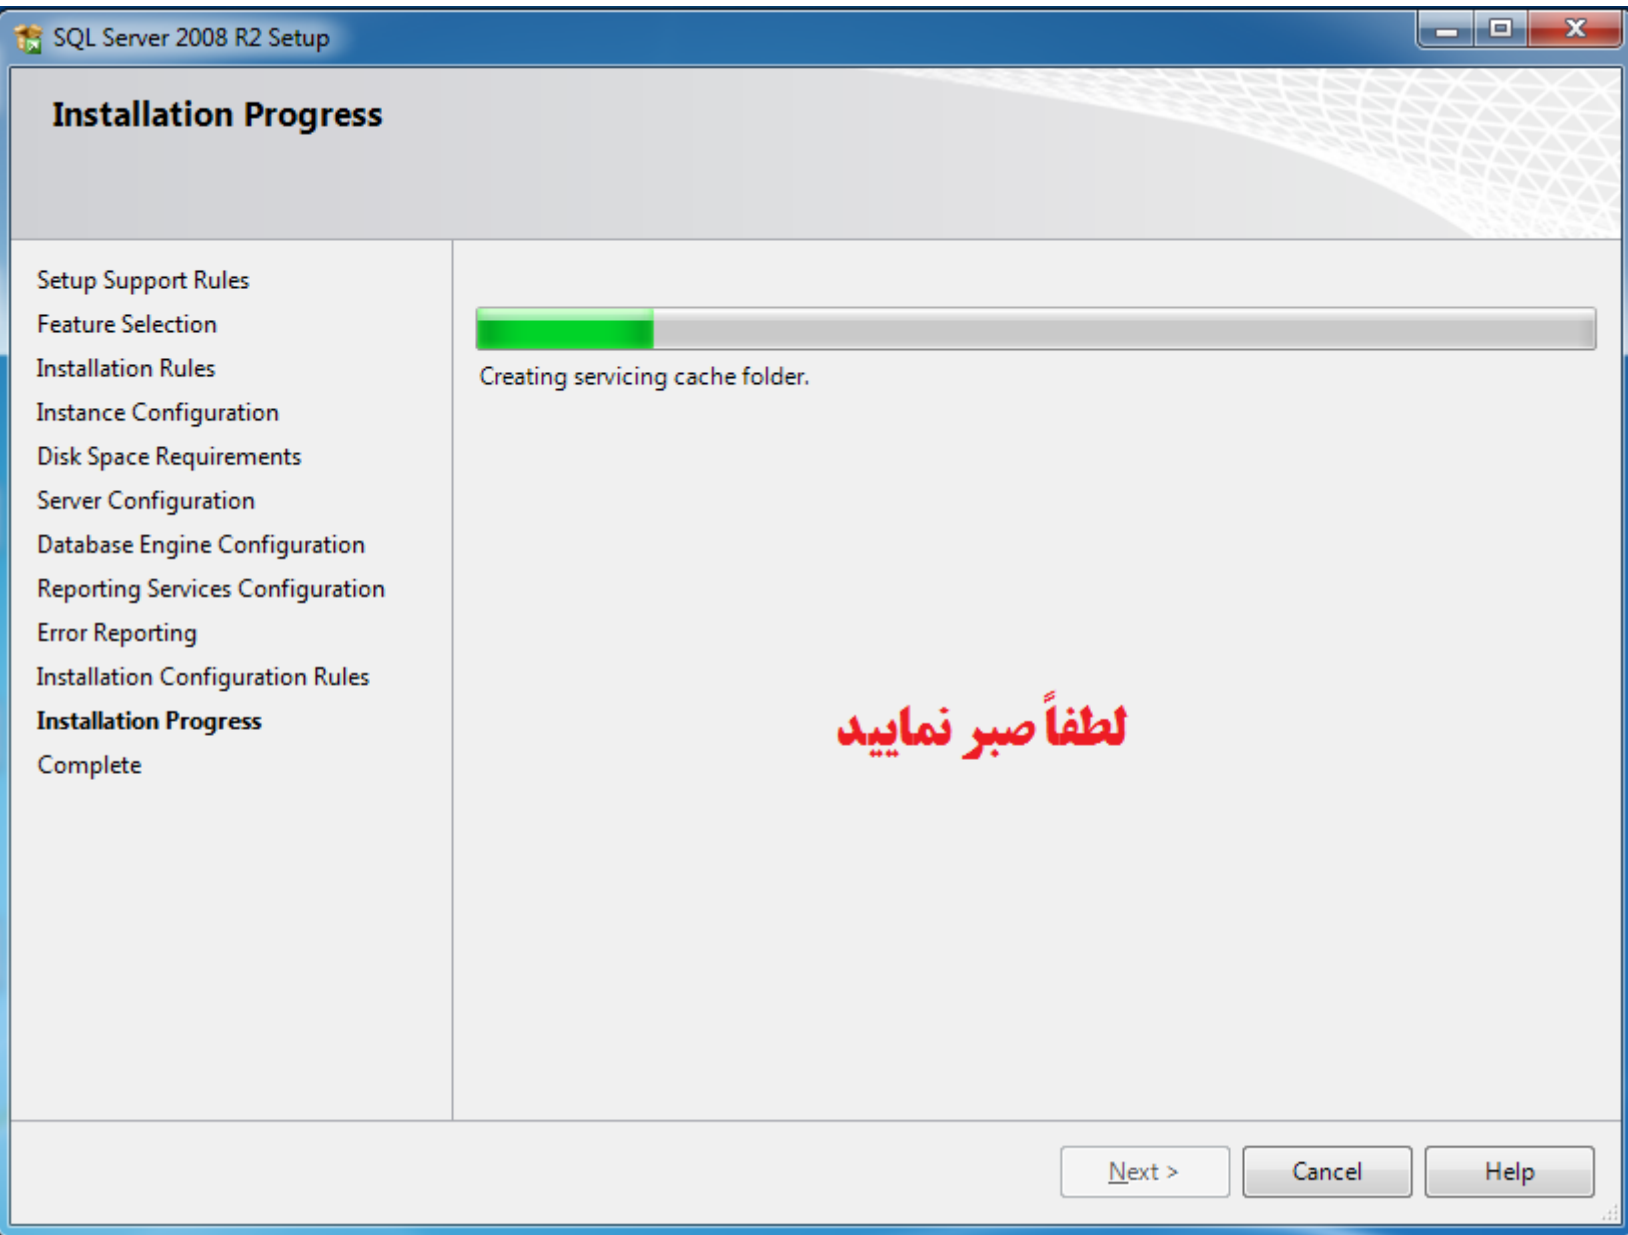 SQL Server 2008 R2 Setup
Installation Progress
Setup Support Rules
Feature Selection
Installation Rules
Instance Configuration
Disk Space Requirements
Server Configuration
Database Engine Configuration
Reporting Services Configuration
Error Reporting
Installation Configuration Rules
Installation Progress
Complete
Creating servicing cache folder.
لطفاً صبر نمایید
Next >
Cancel
Help